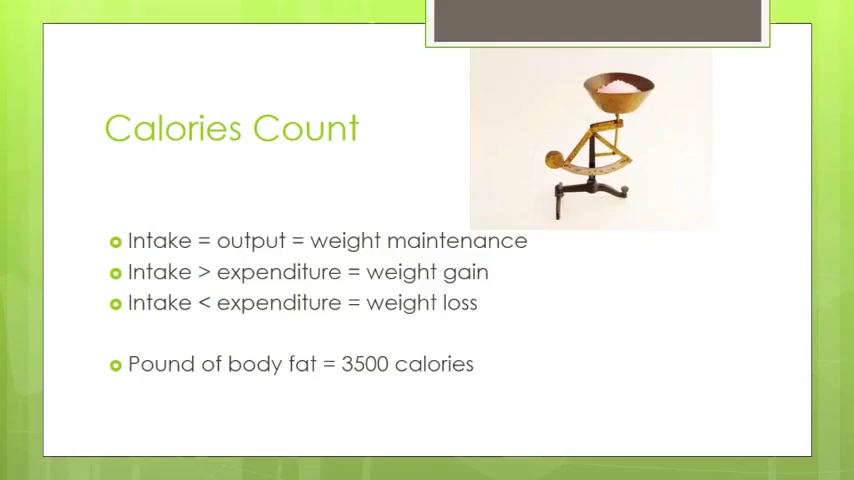 Calories Count
Intake = output = weight maintenance
Intake > expenditure = weight gain
Intake < expenditure = weight loss
Pound of body fat = 3500 calories